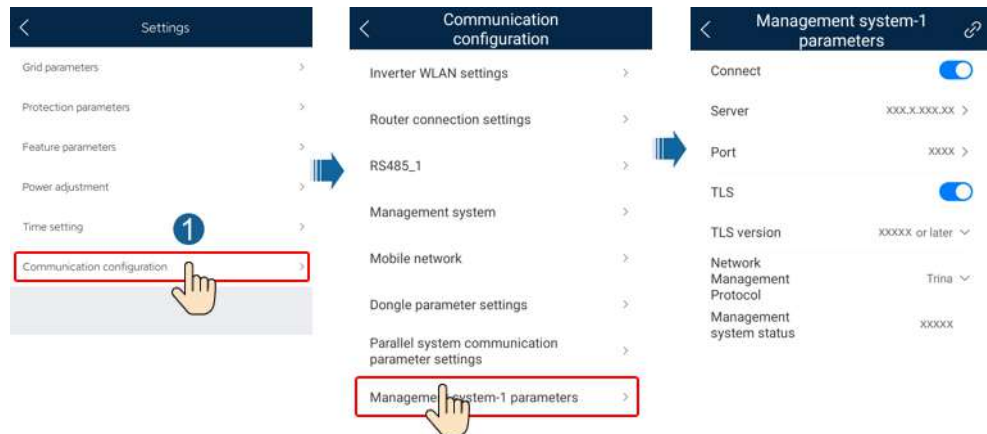 Settings
Grid parameters
Protection parameters
Feature parameters
Power adjustment
Time setting
1
Communication configuration
Communication
configuration
Inverter WLAN settings
Router connection settings
RS485_1
Management system
Mobile network
Dongle parameter settings
Parallel system communication
parameter settings
Management system-1 parameters
Management system-1
parameters
Connect
Server xxx.x.xxx.xx
Port xxxx
TLS
TLS version xxxxx or later
Network
Management
Protocol
Trina
Management
system status
xxxxx